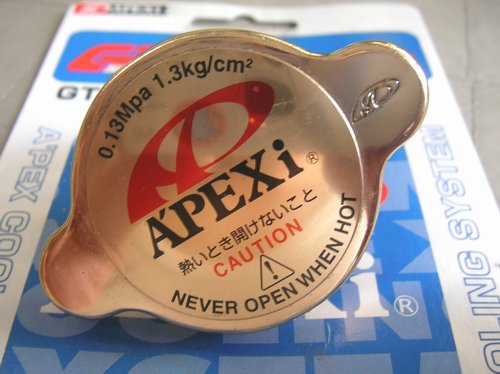 0.13Mpa 1.3kg/cm²
A'PEXi®
熱いとき開けないこと
CAUTION
NEVER OPEN WHEN HOT
GT
A'PEX COOL
SYSTEM
®